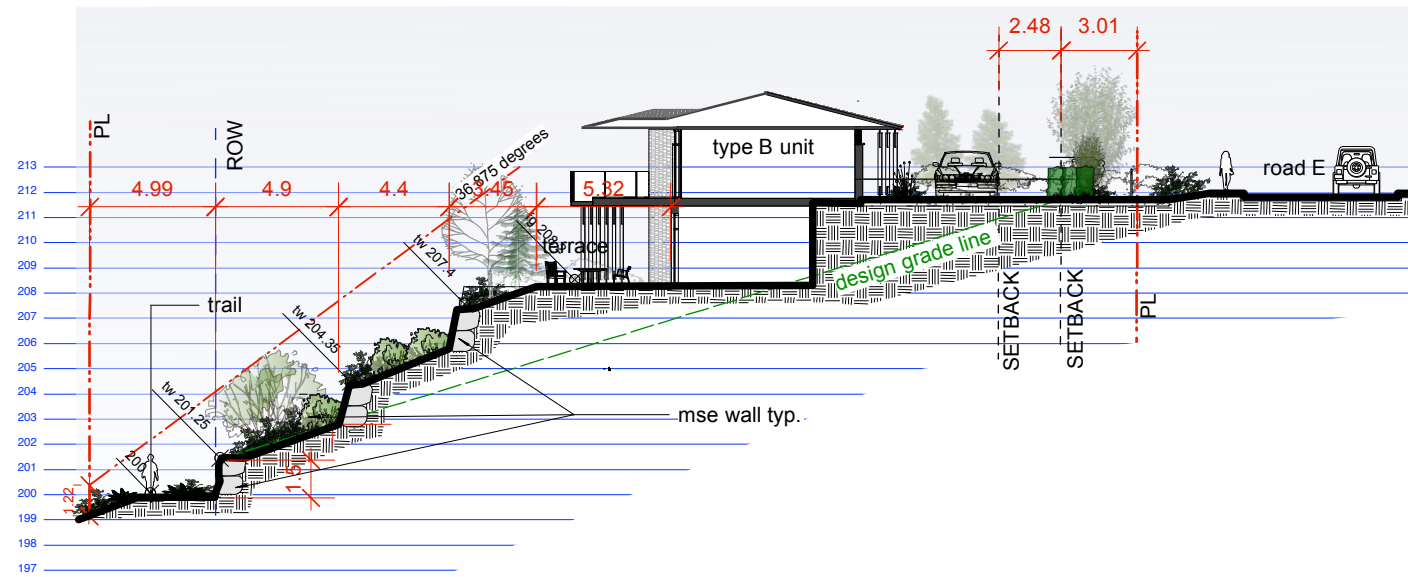 2.48
3.01
PL
ROW
36.875 degrees
type B unit
road E
213
212
211
210
209
208
207
206
205
204
203
202
201
200
199
198
197
4.99
4.9
4.4
3.45
5.32
terrace
tw 207.4
design grade line
trail
tw 204.35
SETBACK
SETBACK
PL
tw 201.25
mse wall typ.
200
1.5
1.22